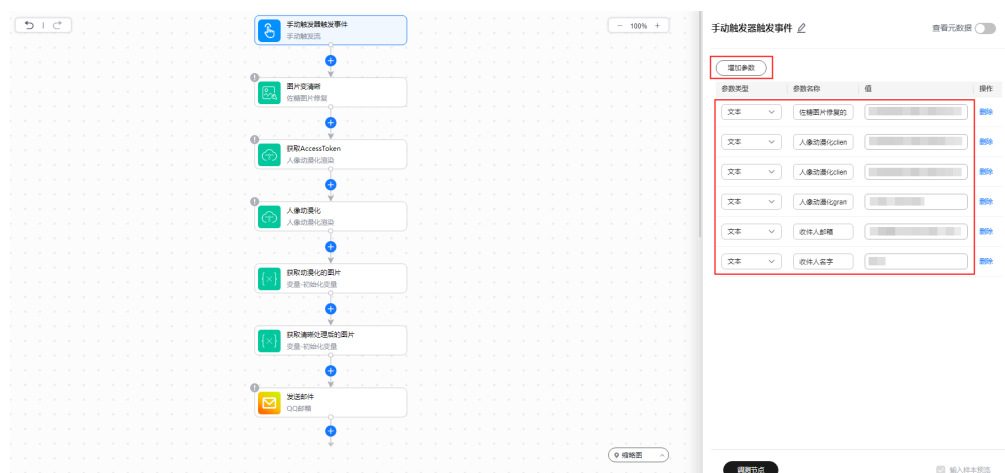 100%
手动触发器触发事件
手动触发流
图片变清晰
佐糖图片修复
获取AccessToken
人像动漫化渲染
人像动漫化
人像动漫化渲染
获取动漫化的图片
变量-初始化变量
获取清晰处理后的图片
变量-初始化变量
发送邮件
QQ邮箱
缩略图
手动触发器触发事件
查看元数据
增加参数
参数类型 参数名称 值 操作
文本 佐糖图片修复的 删除
文本 人像动漫化clien 删除
文本 人像动漫化clien 删除
文本 人像动漫化gran 删除
文本 收件人邮箱 删除
文本 收件人名字 删除
调测节点
输入样本预览